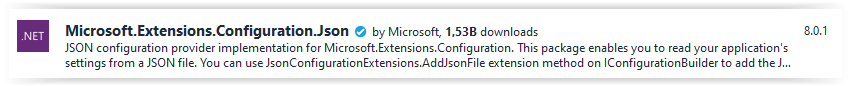 .NET
Microsoft.Extensions.Configuration.Json by Microsoft, 1,53B downloads 8.0.1
JSON configuration provider implementation for Microsoft.Extensions.Configuration. This package enables you to read your application's
settings from a JSON file. You can use JsonConfigurationExtensions.AddJsonFile extension method on IConfigurationBuilder to add the J...